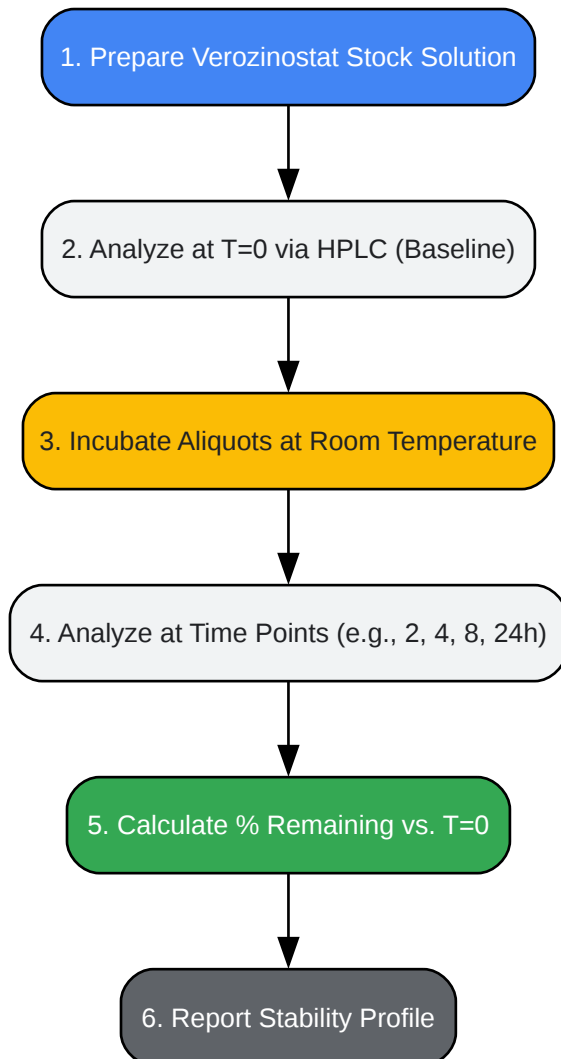 1. Prepare Verozinostat Stock Solution
2. Analyze at T=0 via HPLC (Baseline)
3. Incubate Aliquots at Room Temperature
4. Analyze at Time Points (e.g., 2, 4, 8, 24h)
5. Calculate % Remaining vs. T=0
6. Report Stability Profile